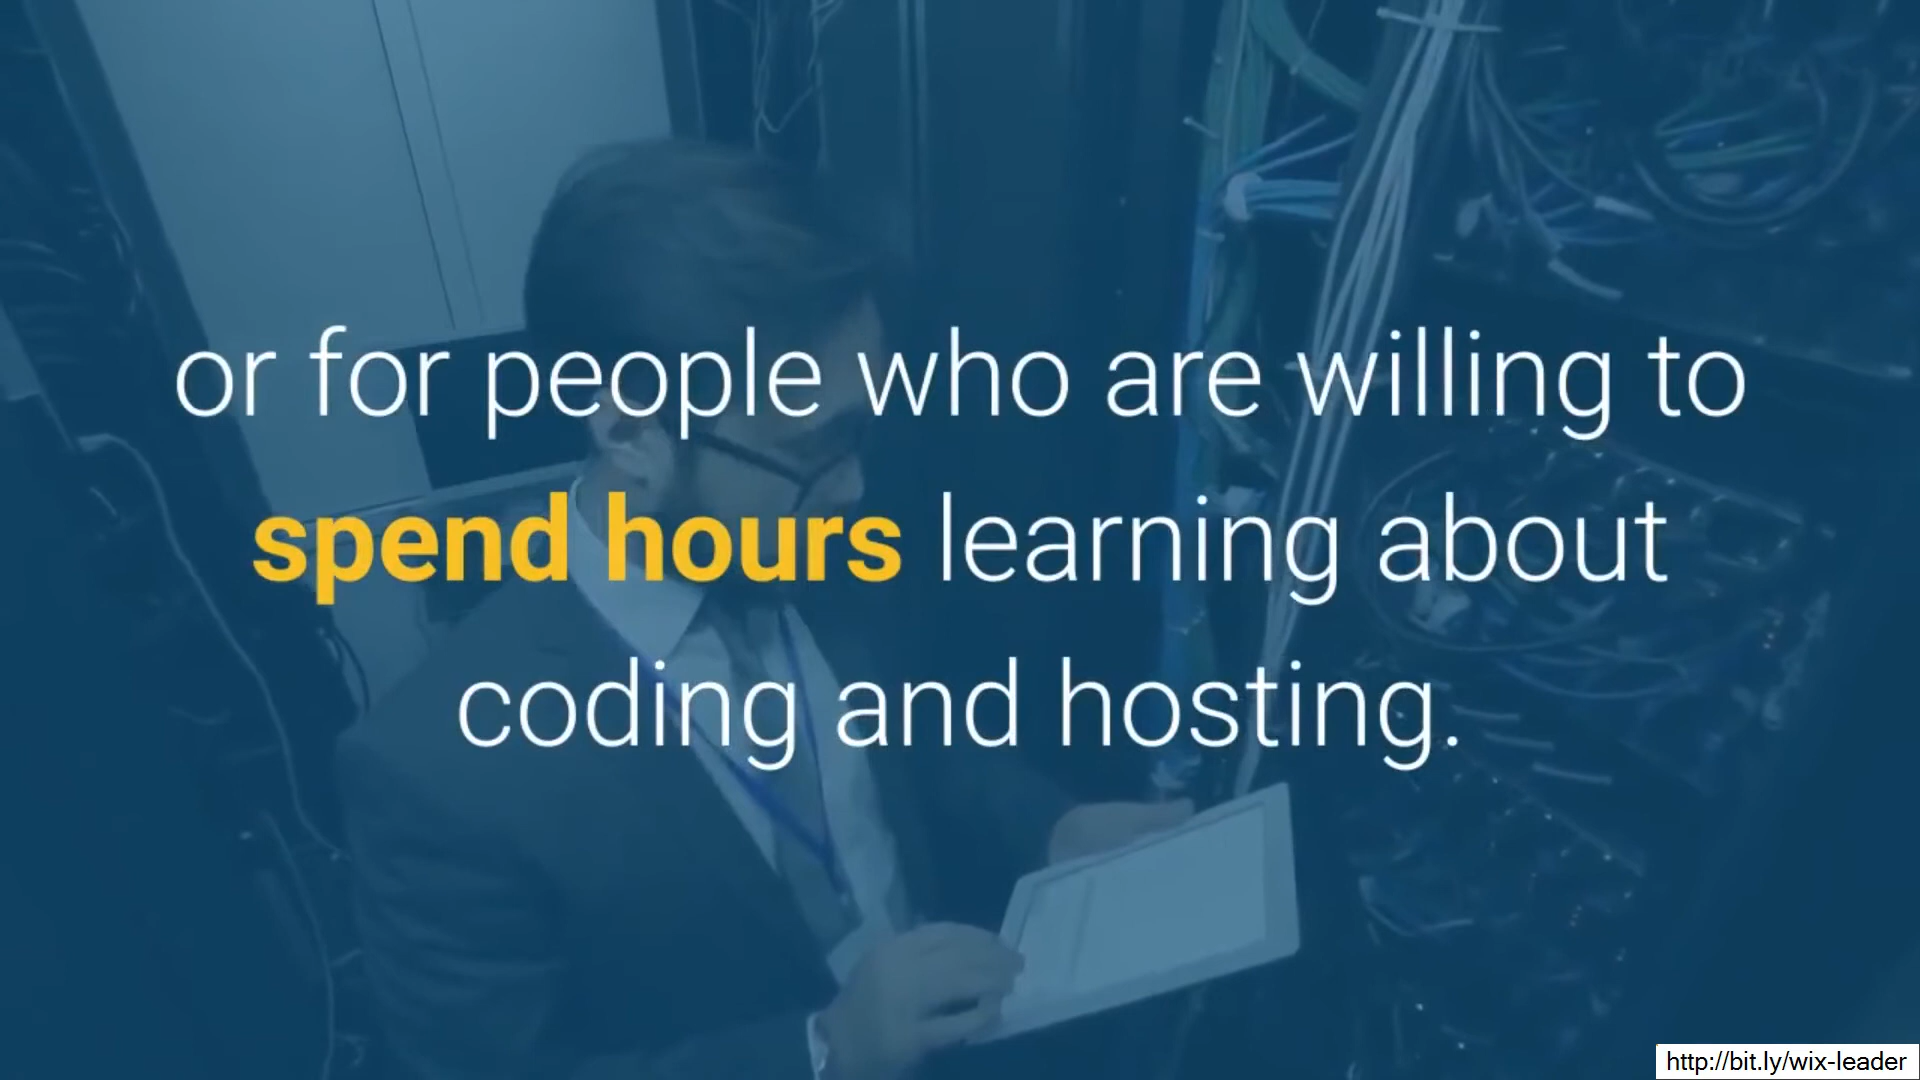 or for people who are willing to
spend hours learning about
coding and hosting.
http://bit.ly/wix-leader